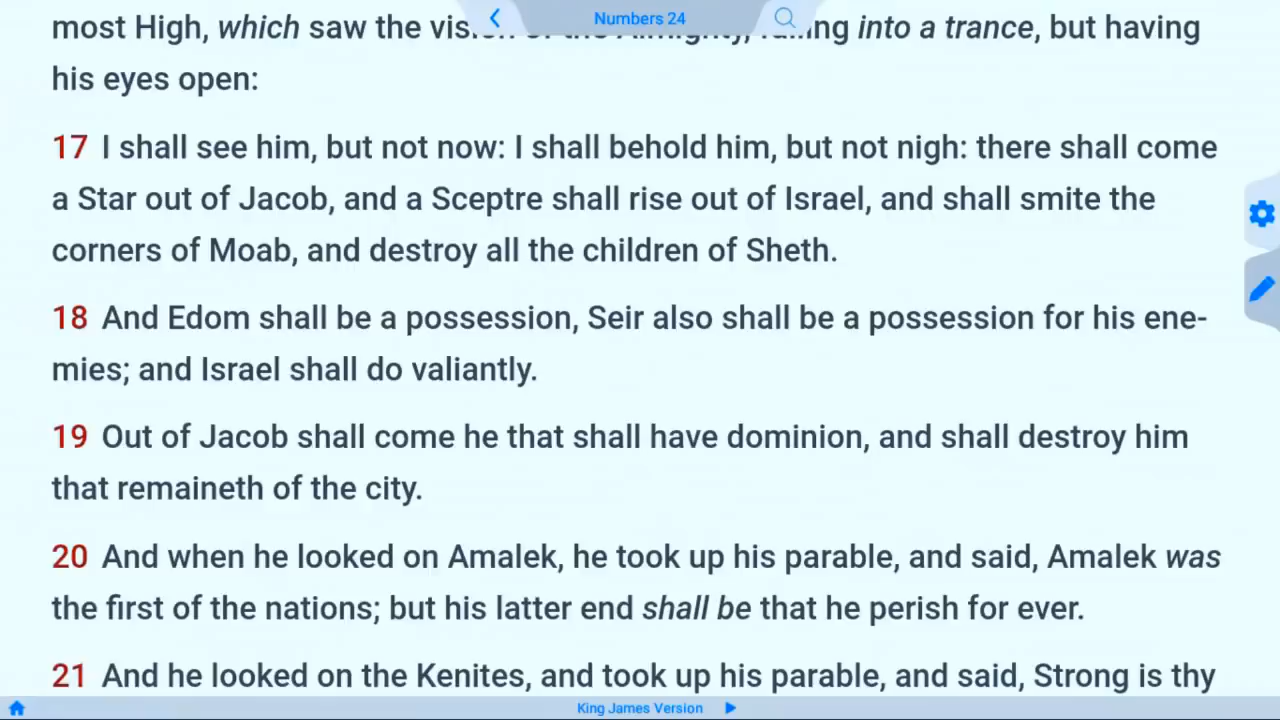 Numbers 24
most High, which saw the vision of the Almighty, falling into a trance, but having
his eyes open:
17 I shall see him, but not now: I shall behold him, but not nigh: there shall come
a Star out of Jacob, and a Sceptre shall rise out of Israel, and shall smite the
corners of Moab, and destroy all the children of Sheth.
18 And Edom shall be a possession, Seir also shall be a possession for his ene-
mies; and Israel shall do valiantly.
19 Out of Jacob shall come he that shall have dominion, and shall destroy him
that remaineth of the city.
20 And when he looked on Amalek, he took up his parable, and said, Amalek was
the first of the nations; but his latter end shall be that he perish for ever.
21 And he looked on the Kenites, and took up his parable, and said, Strong is thy
King James Version